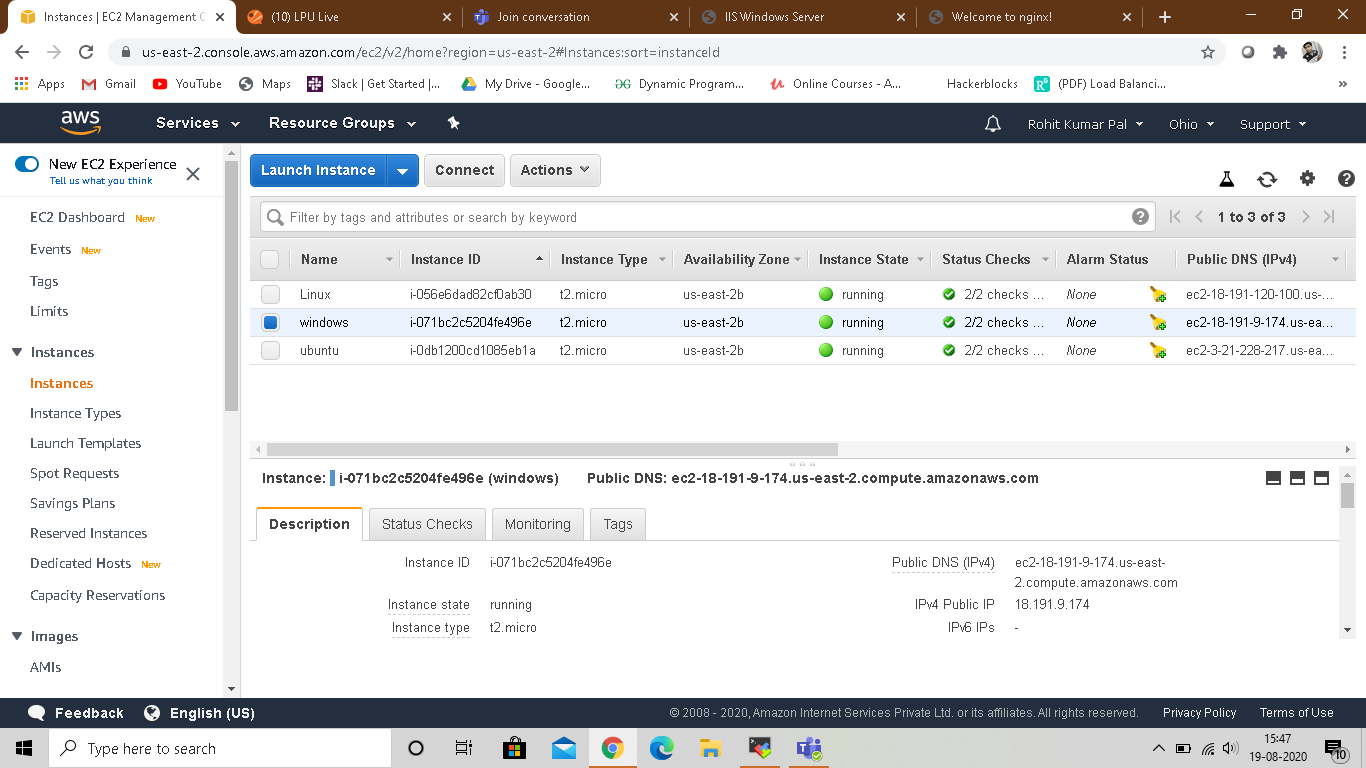 Instances | EC2 Management C
(10) LPU Live
Join conversation
IIS Windows Server
Welcome to nginx!
us-east-2.console.aws.amazon.com/ec2/v2/home?region=us-east-2#Instances:sort=instanceId
Apps Gmail YouTube Maps Slack | Get Started |... My Drive - Google... Dynamic Program... Online Courses - A... Hackerblocks (PDF) Load Balanci...
aws Services Resource Groups Rohit Kumar Pal Ohio Support
New EC2 Experience
Tell us what you think
EC2 Dashboard New
Events New
Tags
Limits
Instances
Instances
Instance Types
Launch Templates
Spot Requests
Savings Plans
Reserved Instances
Dedicated Hosts New
Capacity Reservations
Images
AMIs
Launch Instance Connect Actions
Filter by tags and attributes or search by keyword 1 to 3 of 3
Name Instance ID Instance Type Availability Zone Instance State Status Checks Alarm Status Public DNS (IPv4)
Linux i-056e6dad82cf0ab30 t2.micro us-east-2b running 2/2 checks ... None ec2-18-191-120-100.us-...
windows i-071bc2c5204fe496e t2.micro us-east-2b running 2/2 checks ... None ec2-18-191-9-174.us-ea...
ubuntu i-0db1200cd1085eb1a t2.micro us-east-2b running 2/2 checks ... None ec2-3-21-228-217.us-ea...
Instance: i-071bc2c5204fe496e (windows) Public DNS: ec2-18-191-9-174.us-east-2.compute.amazonaws.com
Description Status Checks Monitoring Tags
Instance ID i-071bc2c5204fe496e
Instance state running
Instance type t2.micro
Public DNS (IPv4) ec2-18-191-9-174.us-east-
2.compute.amazonaws.com
IPv4 Public IP 18.191.9.174
IPv6 IPs -
Feedback English (US) © 2008 - 2020, Amazon Internet Services Private Ltd. or its affiliates. All rights reserved. Privacy Policy Terms of Use
Type here to search
15:47
19-08-2020
10